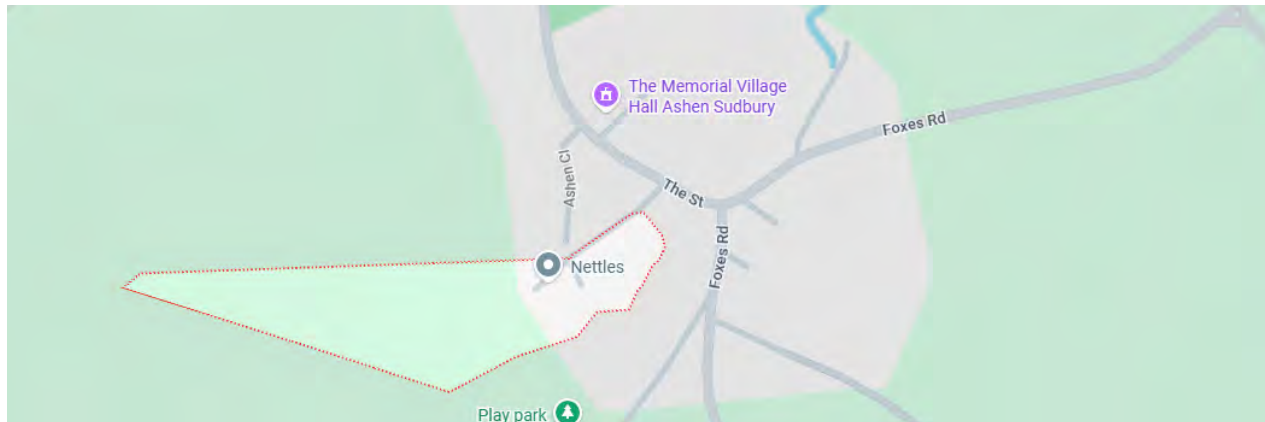 The Memorial Village
Hall Ashen Sudbury
Foxes Rd
Ashen Cl
The St
Foxes Rd
Nettles
Play park